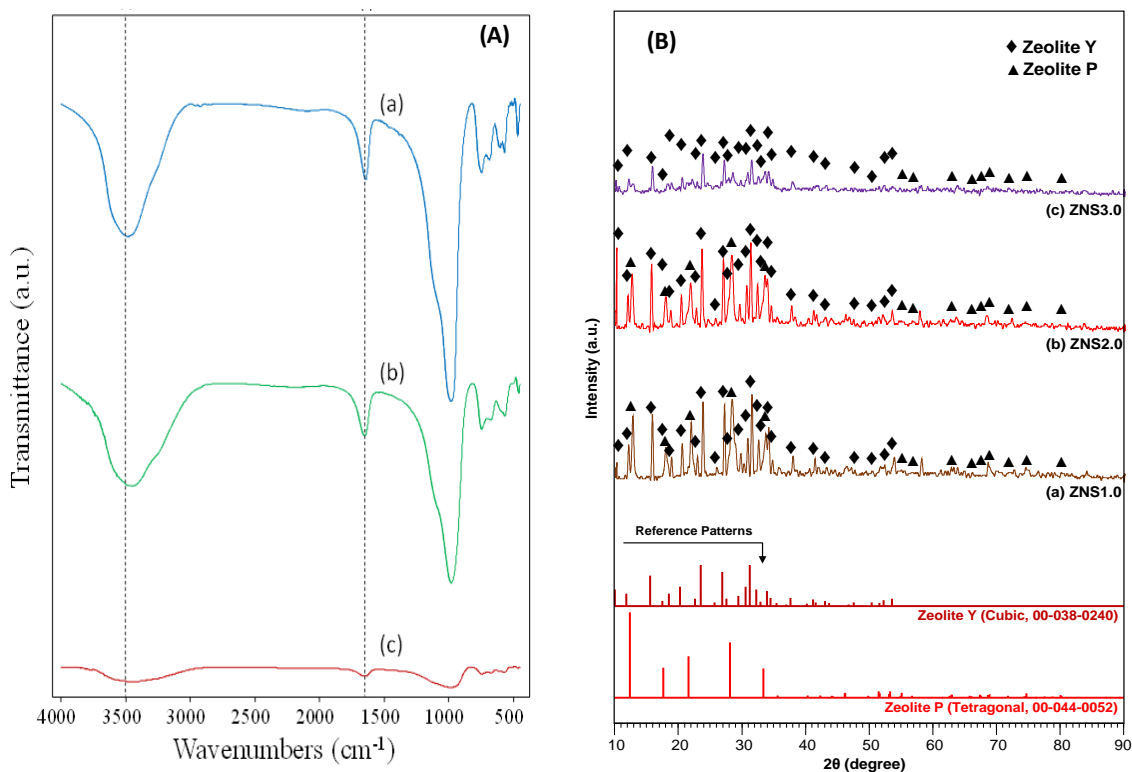 (A)
(a)
(b)
(c)
Transmittance (a.u.)
4000 3500 3000 2500 2000 1500 1000 500
Wavenumbers (cm⁻¹)
(B)
♦ Zeolite Y
▲ Zeolite P
(c) ZNS3.0
(b) ZNS2.0
(a) ZNS1.0
Reference Patterns
Zeolite Y (Cubic, 00-038-0240)
Zeolite P (Tetragonal, 00-044-0052)
Intensity (a.u.)
10 20 30 40 50 60 70 80 90
2θ (degree)